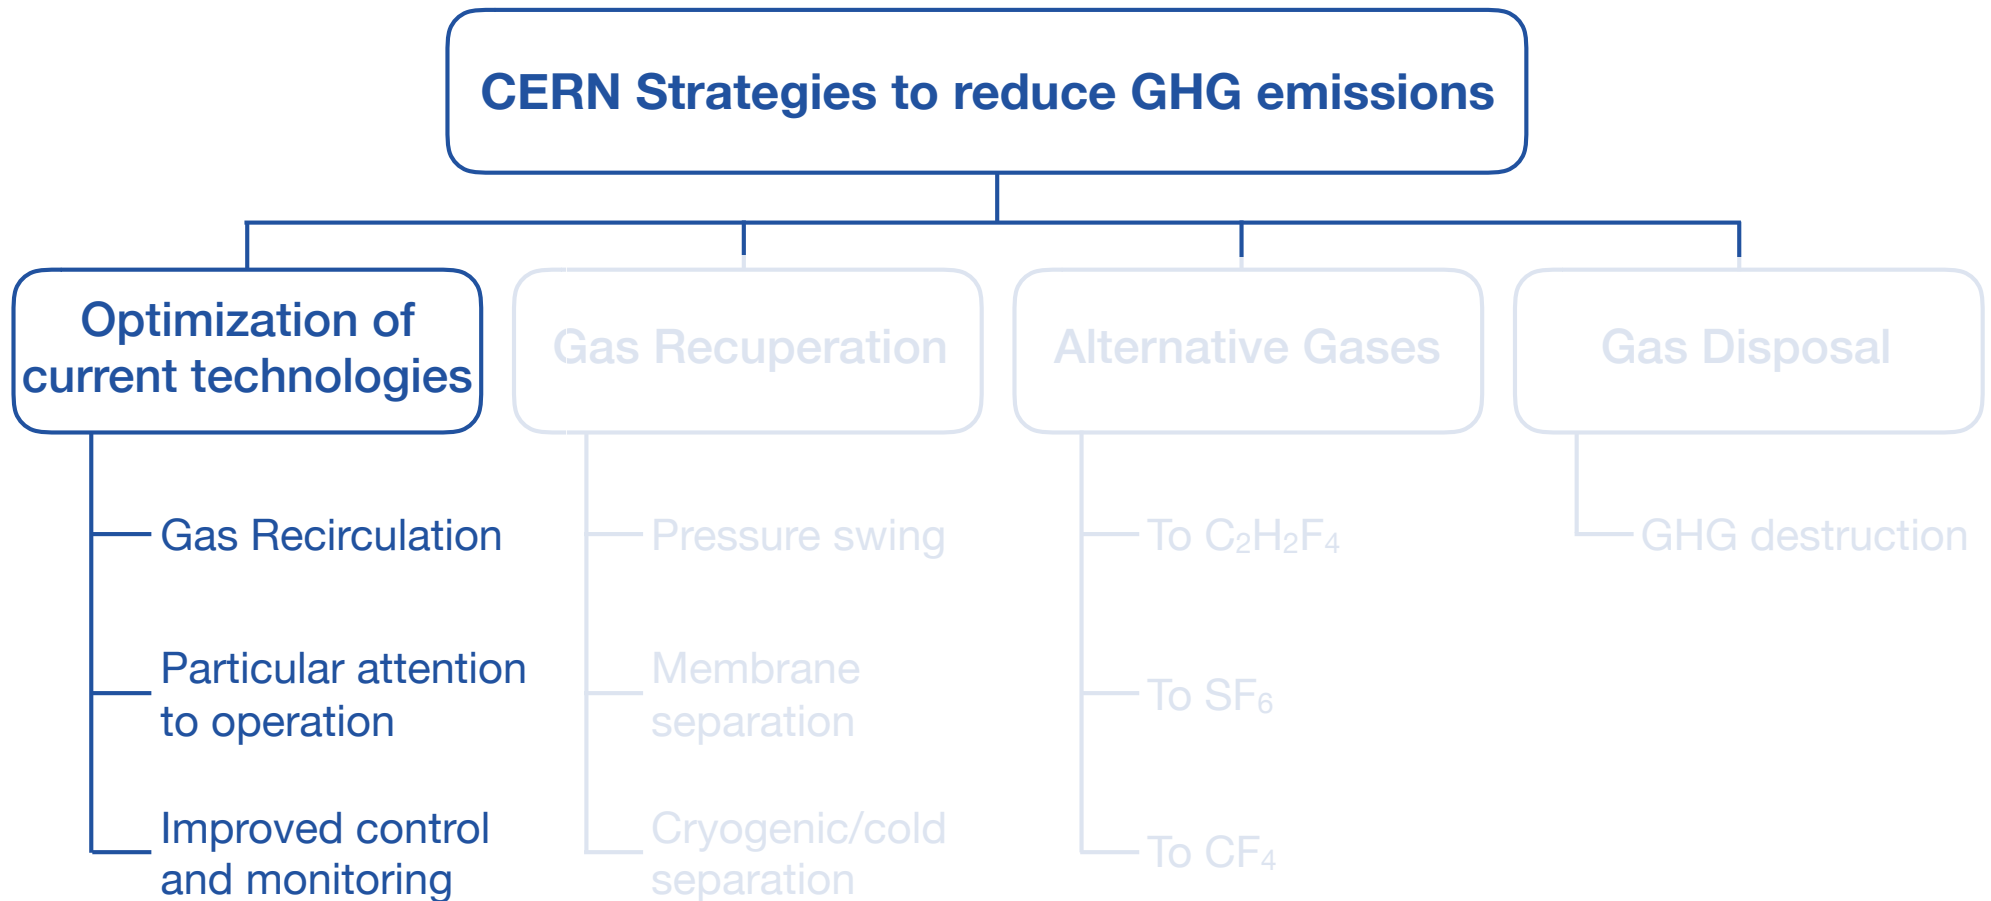 CERN Strategies to reduce GHG emissions
Optimization of
current technologies
Gas Recirculation
Particular attention
to operation
Improved control
and monitoring
Gas Recuperation
Pressure swing
Membrane
separation
Cryogenic/cold
separation
Alternative Gases
To C₂H₂F₄
To SF₆
To CF₄
Gas Disposal
GHG destruction